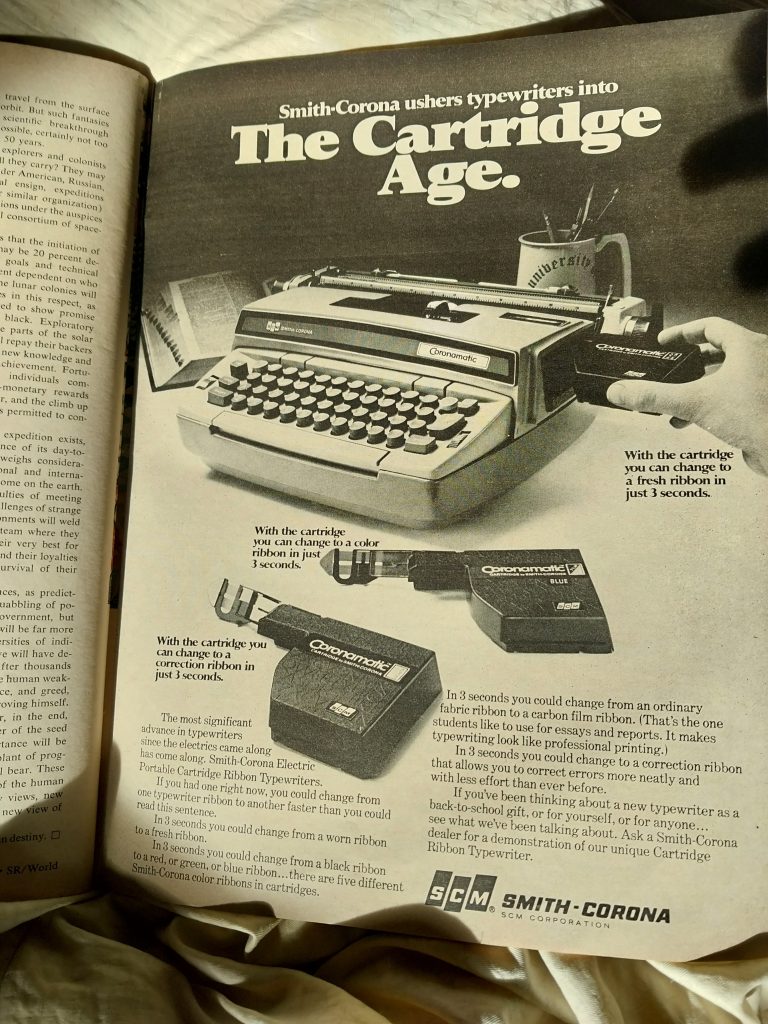 travel from the surface
orbit. But such fantasies
scientific breakthrough
ossible, certainly not too
50 years.
explorers and colonists
ll they carry? They may
der American, Russian,
al ensign, expeditions
r similar organization)
ions under the auspices
l consortium of space-
s that the initiation of
may be 20 percent de-
goals and technical
ent dependent on who
he lunar colonies will
es in this respect, as
ed to show promise
black. Exploratory
e parts of the solar
l repay their backers
new knowledge and
chievement. Fortu-
individuals com-
-monetary rewards
r, and the climb up
s permitted to con-
expedition exists,
nce of its day-to-
weighs considera-
onal and interna-
ome on the earth.
ulties of meeting
llenges of strange
onments will weld
team where they
eir very best for
nd their loyalties
urvival of their
nces, as predict-
quabbling of po-
overnment, but
will be far more
ersities of indi-
ve will have de-
fter thousands
e human weak-
ce, and greed,
roving himself.
r, in the end,
er of the seed
rtance will be
plant of prog-
l bear. These
of the human
views, new
new view of
n destiny. □
• SR/World
Smith-Corona ushers typewriters into
The Cartridge
Age.
university
SMITH-CORONA
Coronamatic
Coronamatic
With the cartridge
you can change to
a fresh ribbon in
just 3 seconds.
With the cartridge
you can change to a color
ribbon in just
3 seconds.
Coronamatic
CARTRIDGE by SMITH-CORONA
BLUE
SCM
With the cartridge you
can change to a
correction ribbon in
just 3 seconds.
Coronamatic
CARTRIDGE by SMITH-CORONA
SCM
The most significant
advance in typewriters
since the electrics came along
has come along. Smith-Corona Electric
Portable Cartridge Ribbon Typewriters.
If you had one right now, you could change from
one typewriter ribbon to another faster than you could
read this sentence.
In 3 seconds you could change from a worn ribbon
to a fresh ribbon.
In 3 seconds you could change from a black ribbon
to a red, or green, or blue ribbon...there are five different
Smith-Corona color ribbons in cartridges.
In 3 seconds you could change from an ordinary
fabric ribbon to a carbon film ribbon. (That's the one
students like to use for essays and reports. It makes
typewriting look like professional printing.)
In 3 seconds you could change to a correction ribbon
that allows you to correct errors more neatly and
with less effort than ever before.
If you've been thinking about a new typewriter as a
back-to-school gift, or for yourself, or for anyone...
see what we've been talking about. Ask a Smith-Corona
dealer for a demonstration of our unique Cartridge
Ribbon Typewriter.
SCM® SMITH-CORONA
SCM CORPORATION